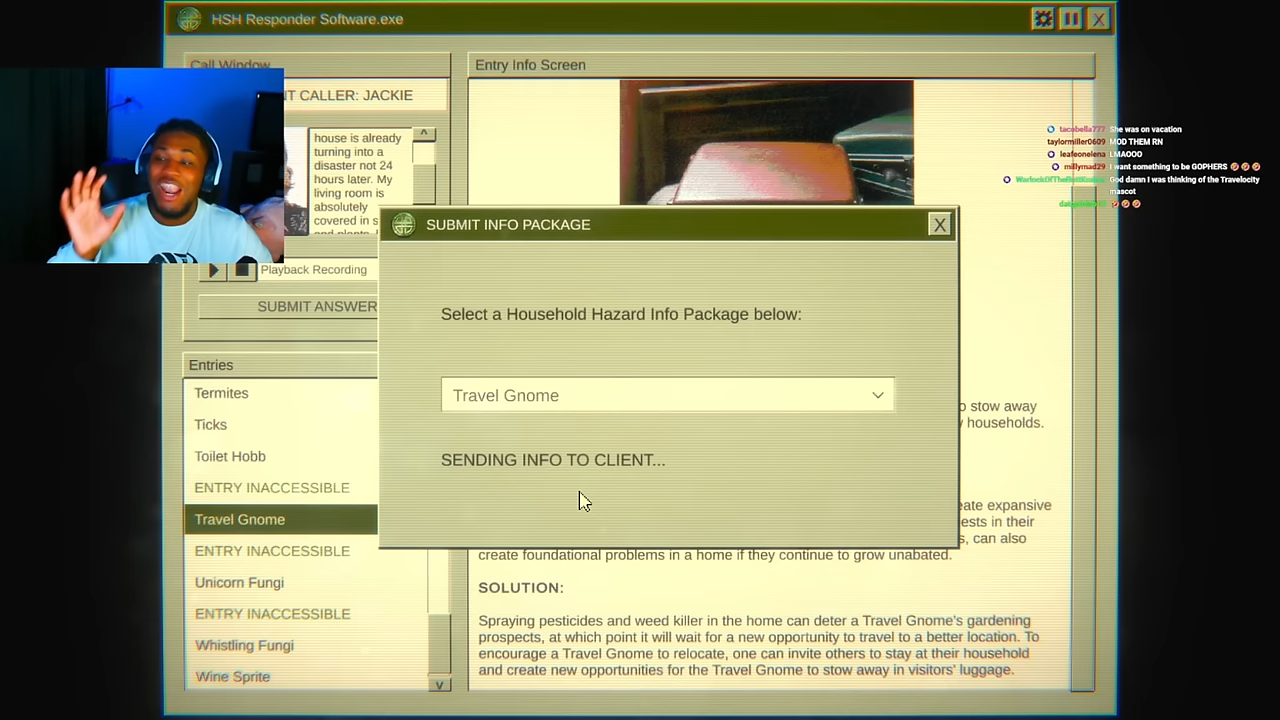 HSH Responder Software.exe
X
Call Window
Entry Info Screen
NT CALLER: JACKIE
house is already
turning into a
disaster not 24
hours later. My
living room is
absolutely
covered in s
Playback Recording
SUBMIT ANSWER
Entries
Termites
Ticks
Toilet Hobb
ENTRY INACCESSIBLE
Travel Gnome
ENTRY INACCESSIBLE
Unicorn Fungi
ENTRY INACCESSIBLE
Whistling Fungi
Wine Sprite
SUBMIT INFO PACKAGE
X
Select a Household Hazard Info Package below:
Travel Gnome
SENDING INFO TO CLIENT...
o stow away
households.
eate expansive
ests in their
s, can also
create foundational problems in a home if they continue to grow unabated.
SOLUTION:
Spraying pesticides and weed killer in the home can deter a Travel Gnome's gardening
prospects, at which point it will wait for a new opportunity to travel to a better location. To
encourage a Travel Gnome to relocate, one can invite others to stay at their household
and create new opportunities for the Travel Gnome to stow away in visitors' luggage.
tacobella777 She was on vacation
taylormiller0609 MOD THEM RN
leafeonelena LMAOOO
millymad29 I want something to be GOPHERS
God damn I was thinking of the Travelocity
mascot